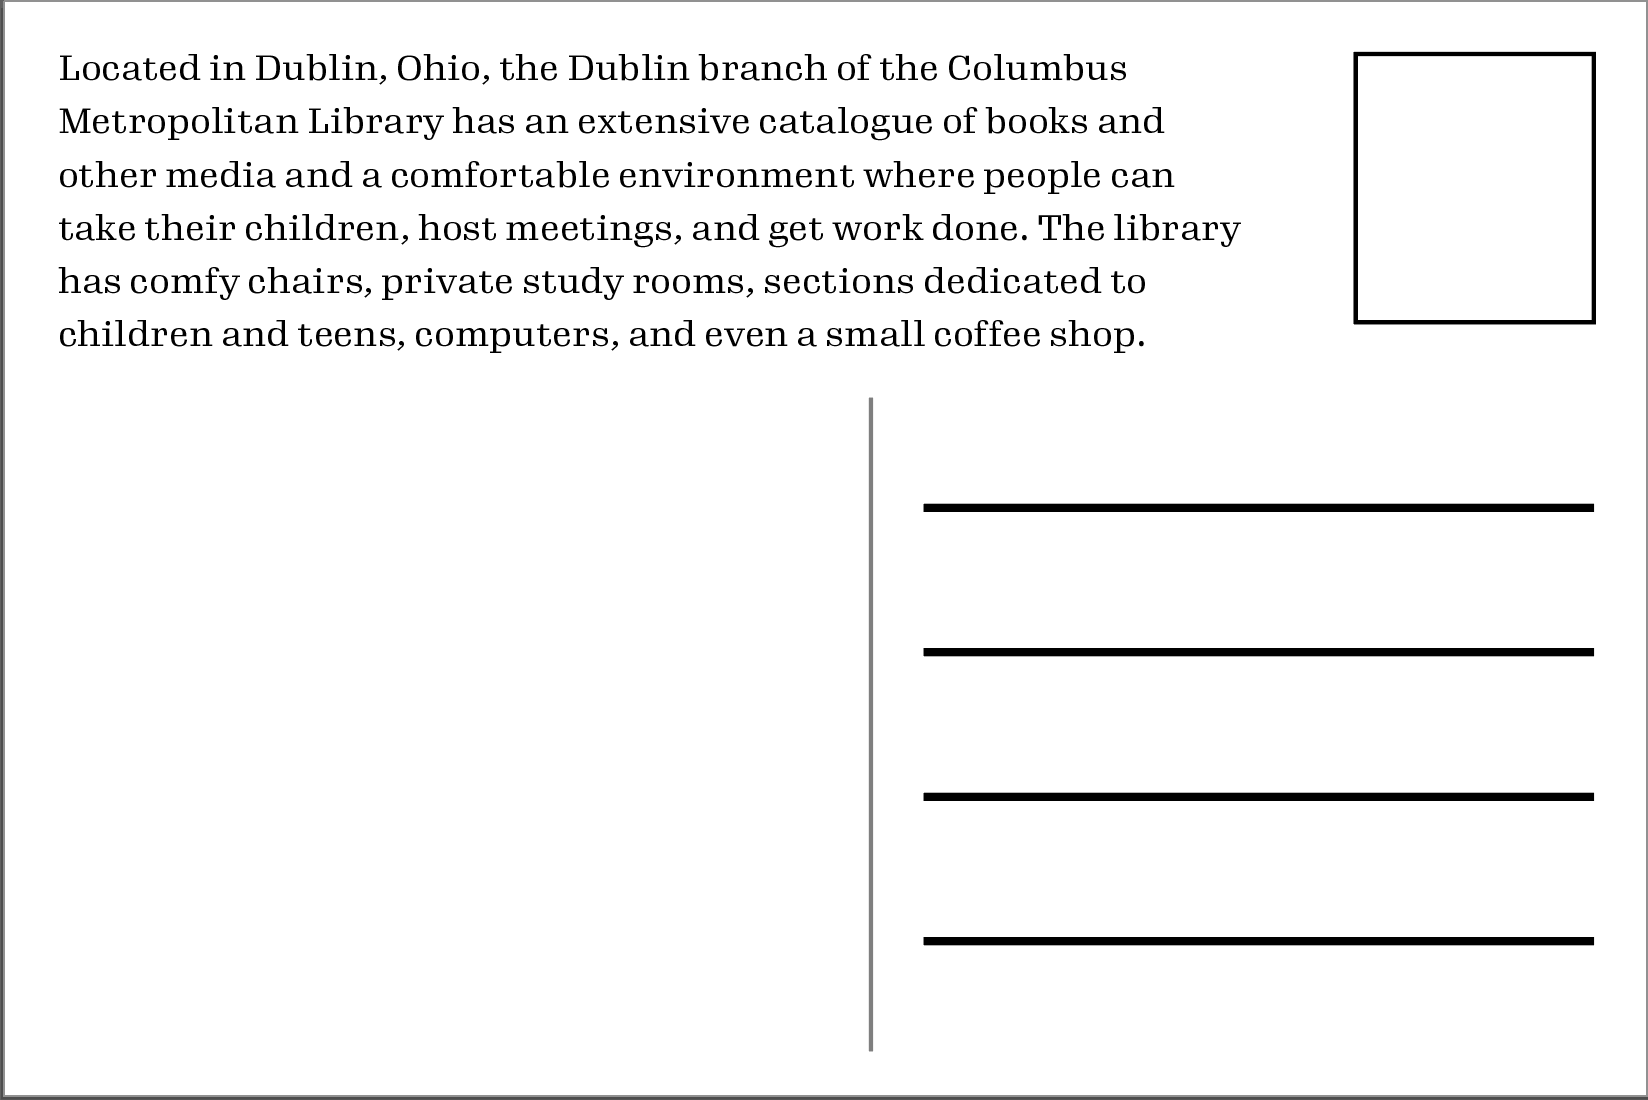 Located in Dublin, Ohio, the Dublin branch of the Columbus
Metropolitan Library has an extensive catalogue of books and
other media and a comfortable environment where people can
take their children, host meetings, and get work done. The library
has comfy chairs, private study rooms, sections dedicated to
children and teens, computers, and even a small coffee shop.